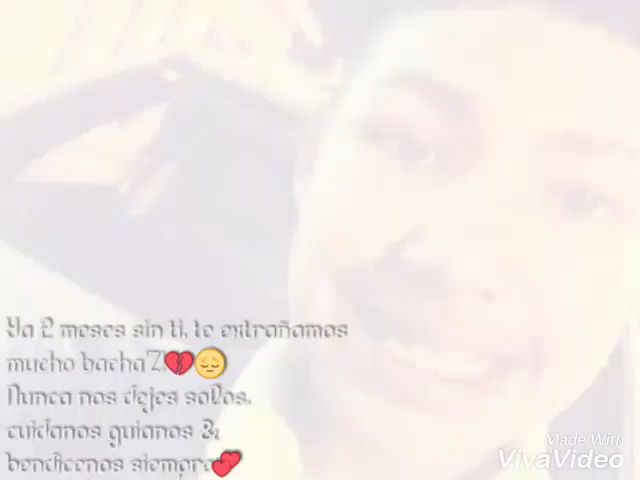 Ya 2 meses sin ti, te extrañamos
mucho bachaZ!💔😔
Nunca nos dejes solos,
cuidanos guianos &
bendicenos siempre💕
Made With
VivaVideo